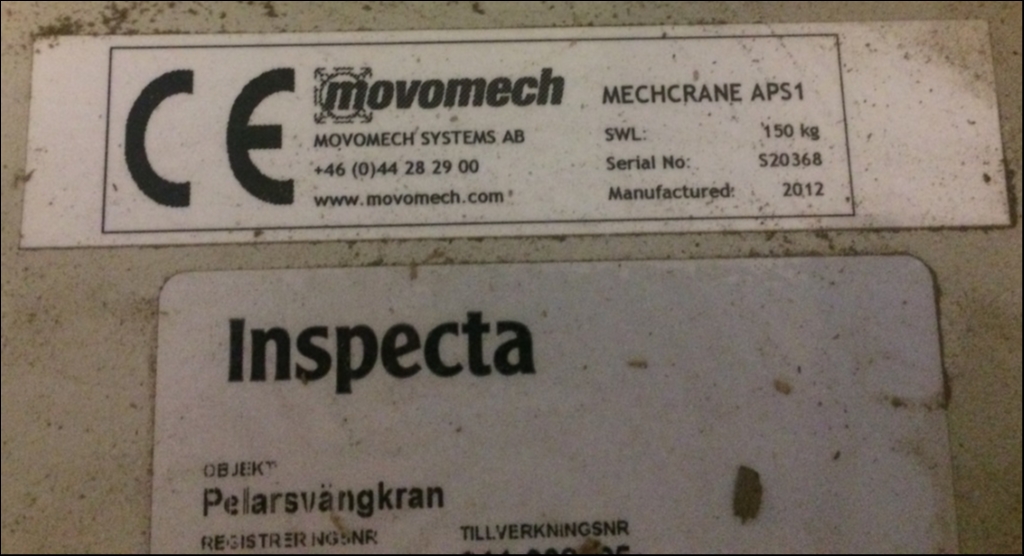 CE
movomech
MECHCRANE APS1
MOVOMECH SYSTEMS AB
SWL: 150 kg
+46 (0)44 28 29 00
Serial No: S20368
www.movomech.com
Manufactured: 2012
Inspecta
OBJEKT
Pelarsvängkran
REGISTRERINGSNR TILLVERKNINGSNR